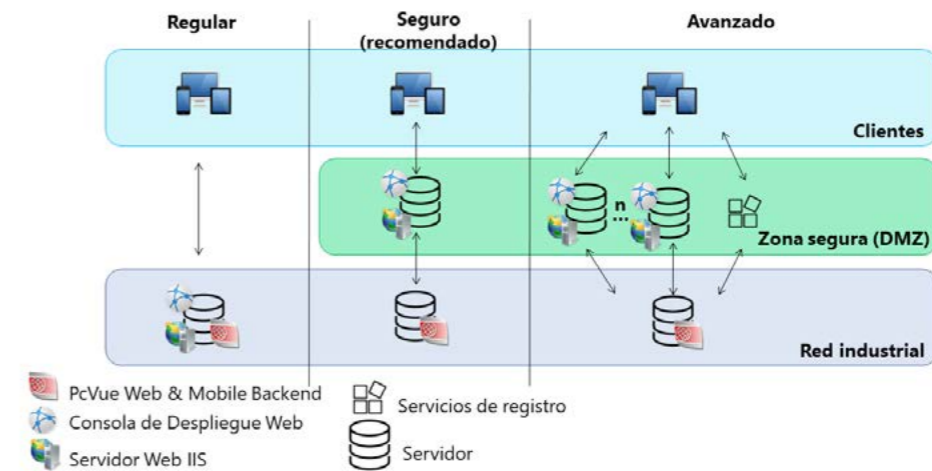 Regular
Seguro
(recomendado)
Avanzado
Clientes
n
...
Zona segura (DMZ)
Red industrial
PcVue Web & Mobile Backend
Consola de Despliegue Web
Servidor Web IIS
Servicios de registro
Servidor